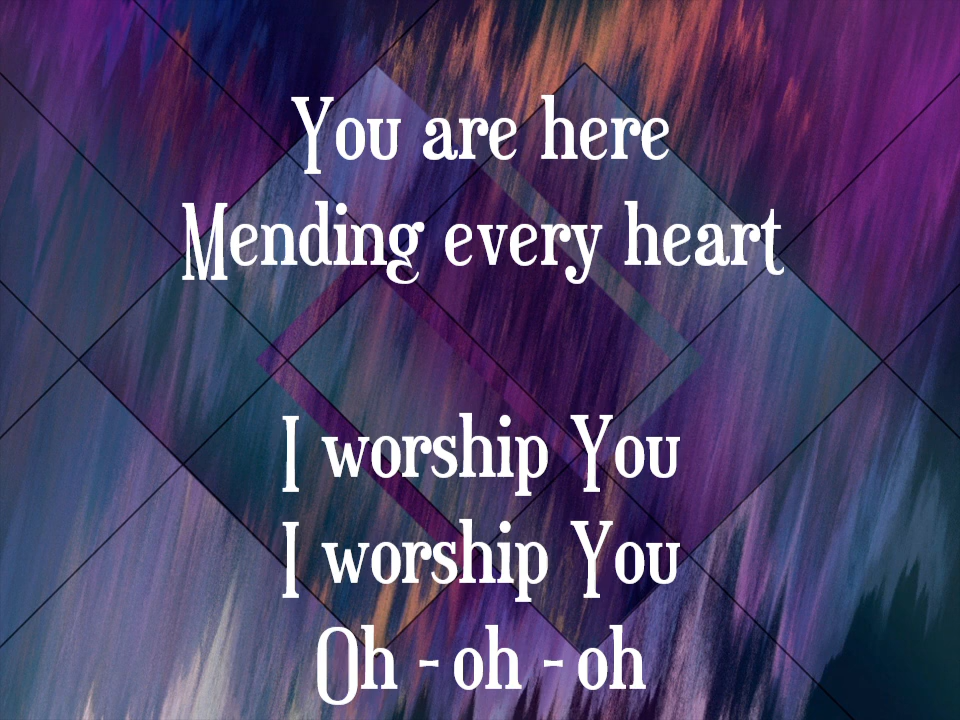 You are here
Mending every heart
I worship You
I worship You
Oh - oh - oh